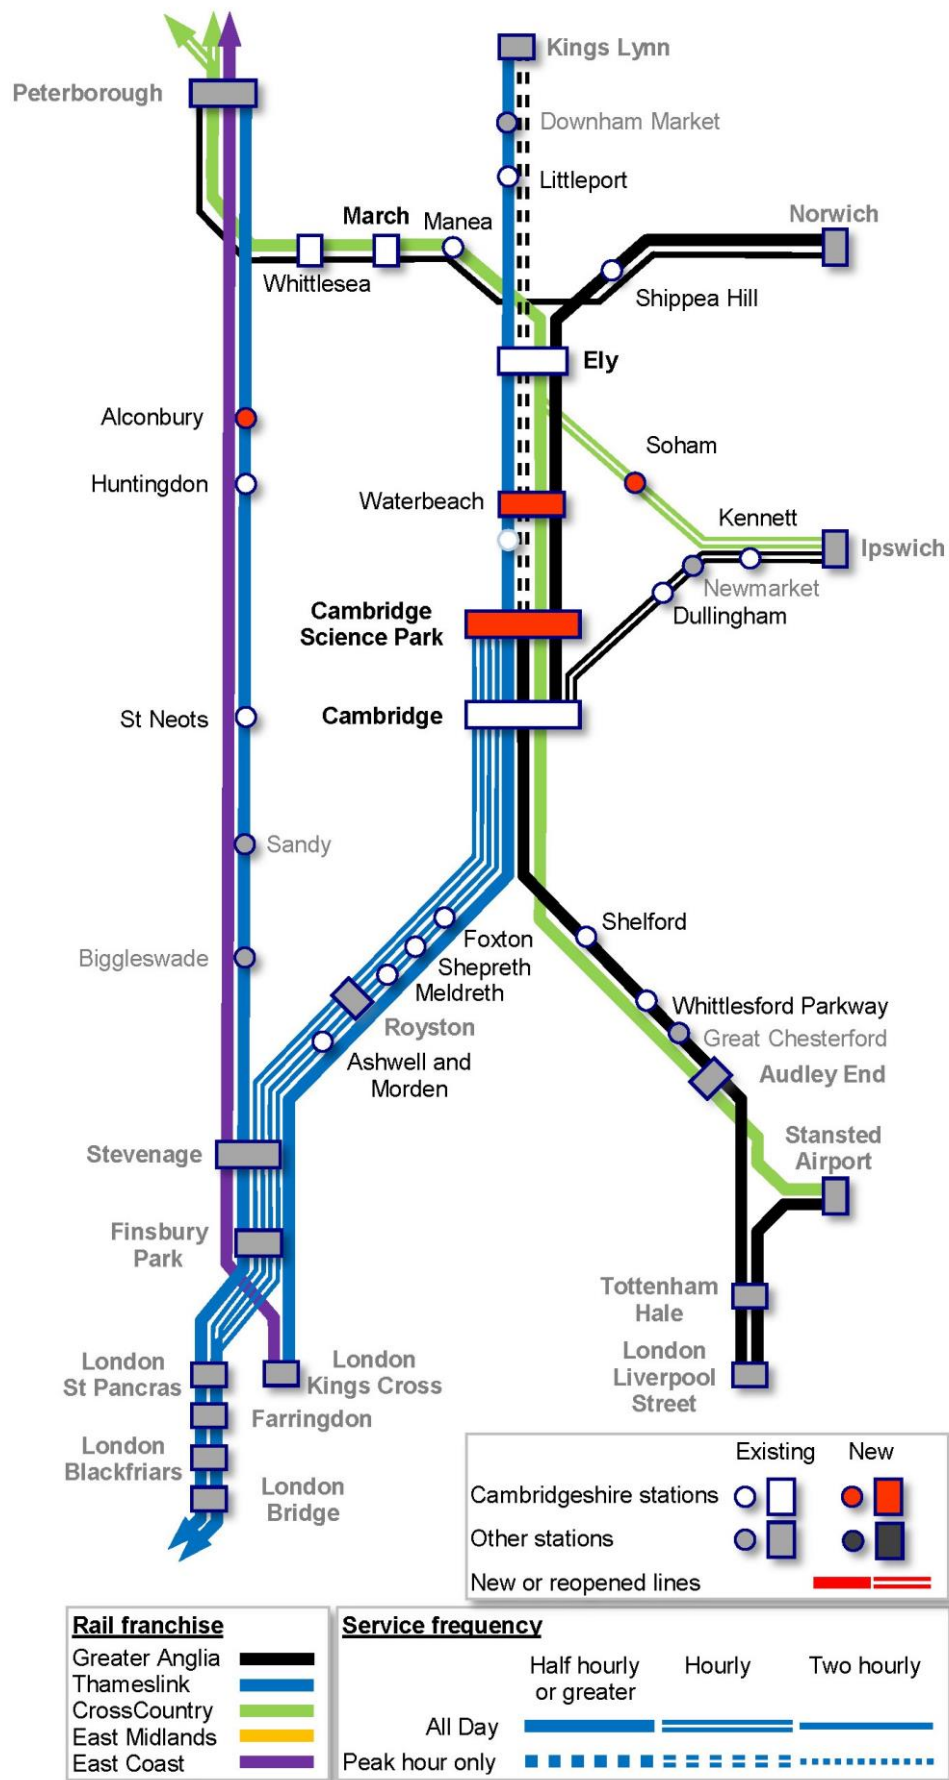 Kings Lynn
Peterborough
Downham Market
Littleport
March
Manea
Norwich
Whittlesea
Shippea Hill
Ely
Alconbury
Soham
Huntingdon
Waterbeach
Kennett
Ipswich
Newmarket
Dullingham
Cambridge
Science Park
St Neots
Cambridge
Sandy
Shelford
Foxton
Biggleswade
Shepreth
Meldreth
Whittlesford Parkway
Royston
Great Chesterford
Ashwell and
Morden
Audley End
Stevenage
Stansted
Airport
Finsbury
Park
Tottenham
Hale
London
St Pancras
London
Kings Cross
London
Liverpool
Street
Farringdon
London
Blackfriars
London
Bridge
Existing New
Cambridgeshire stations
Other stations
New or reopened lines
Rail franchise
Greater Anglia
Thameslink
CrossCountry
East Midlands
East Coast
Service frequency
Half hourly
or greater
Hourly
Two hourly
All Day
Peak hour only